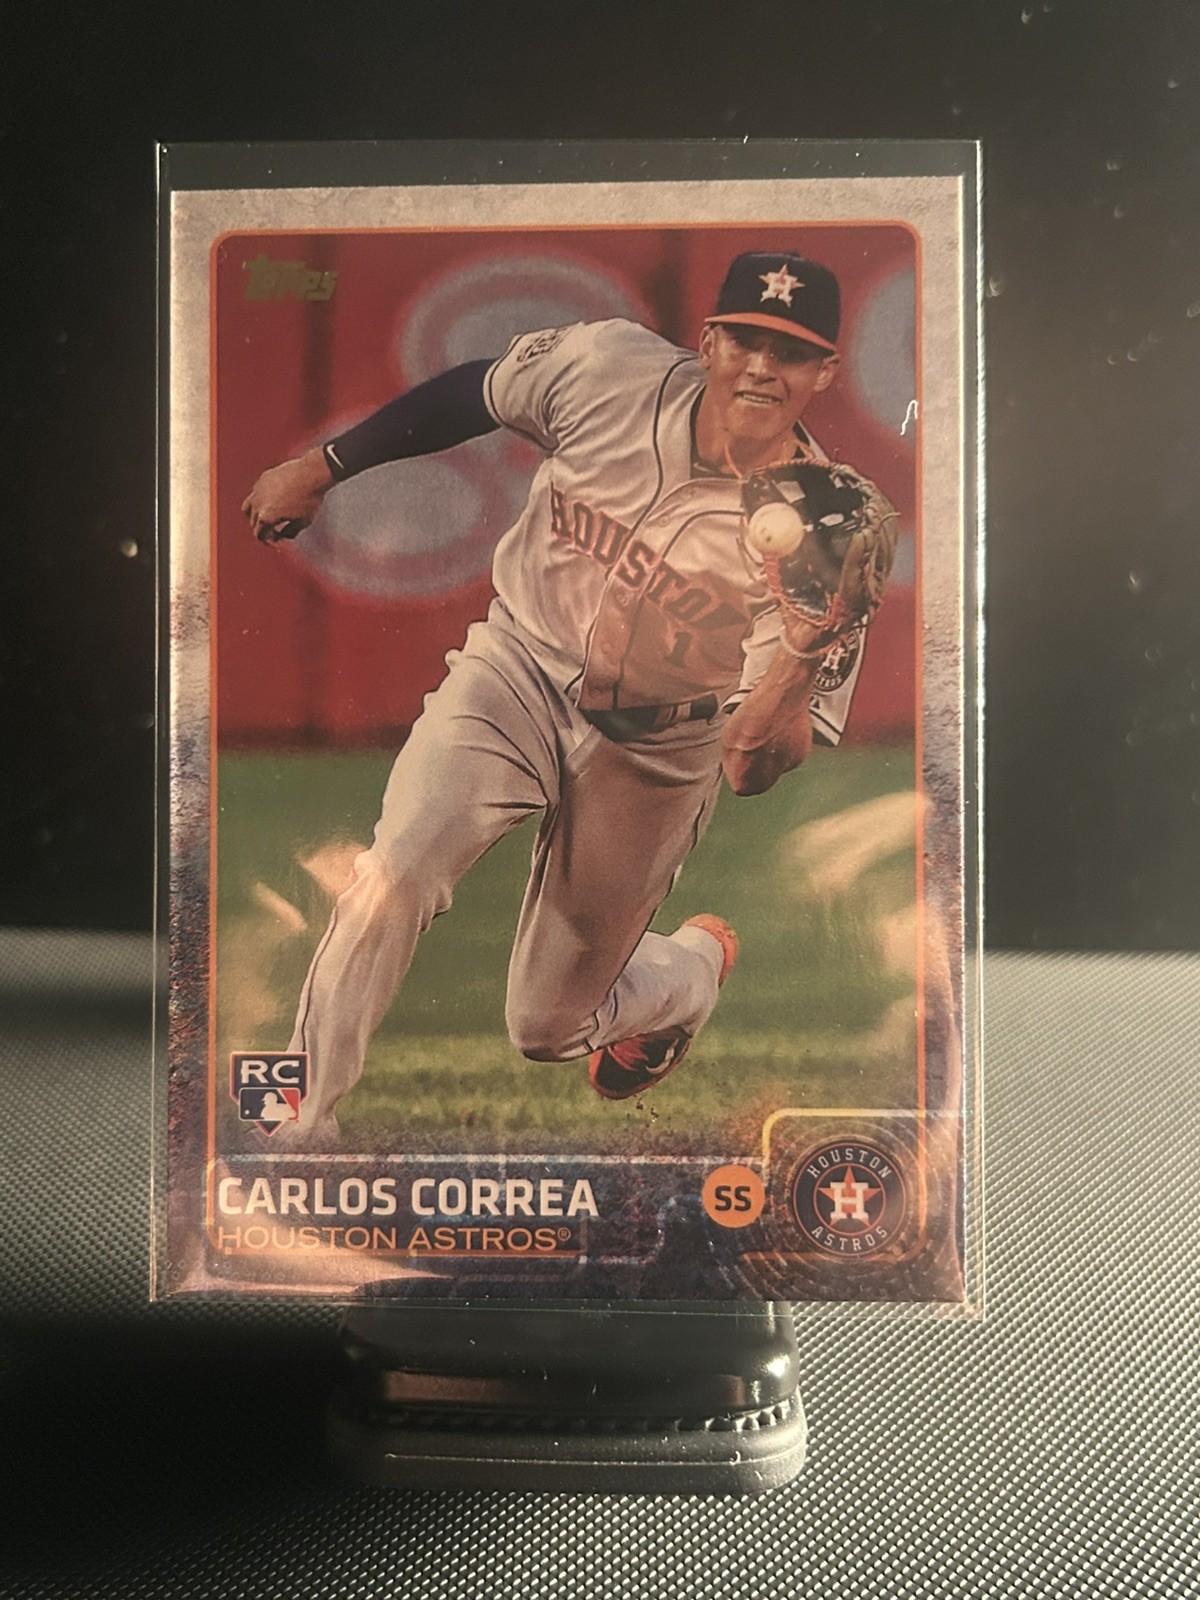 Topps
HOUSTON
1
RC
CARLOS CORREA
SS
HOUSTON ASTROS®
HOUSTON
H
ASTROS